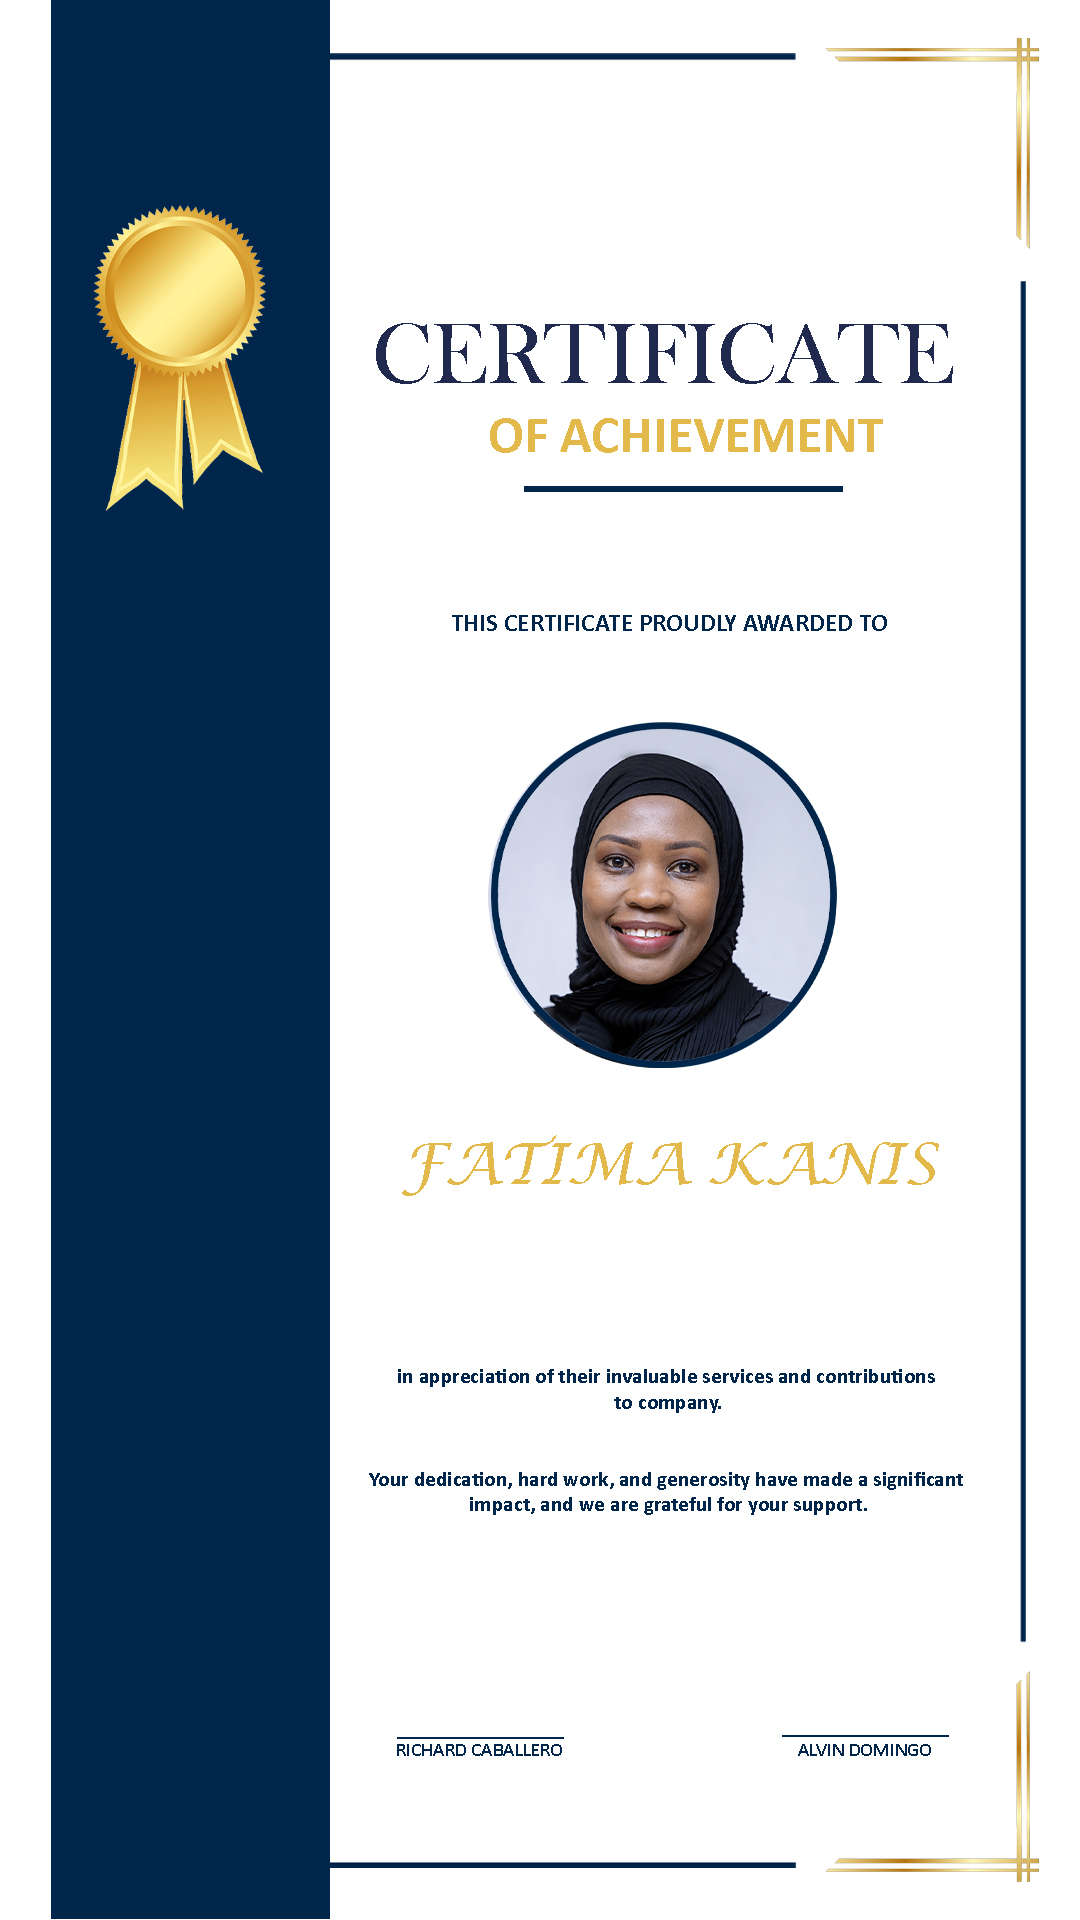 CERTIFICATE
OF ACHIEVEMENT
THIS CERTIFICATE PROUDLY AWARDED TO
FATIMA KANIS
in appreciation of their invaluable services and contributions
to company.
Your dedication, hard work, and generosity have made a significant
impact, and we are grateful for your support.
RICHARD CABALLERO
ALVIN DOMINGO